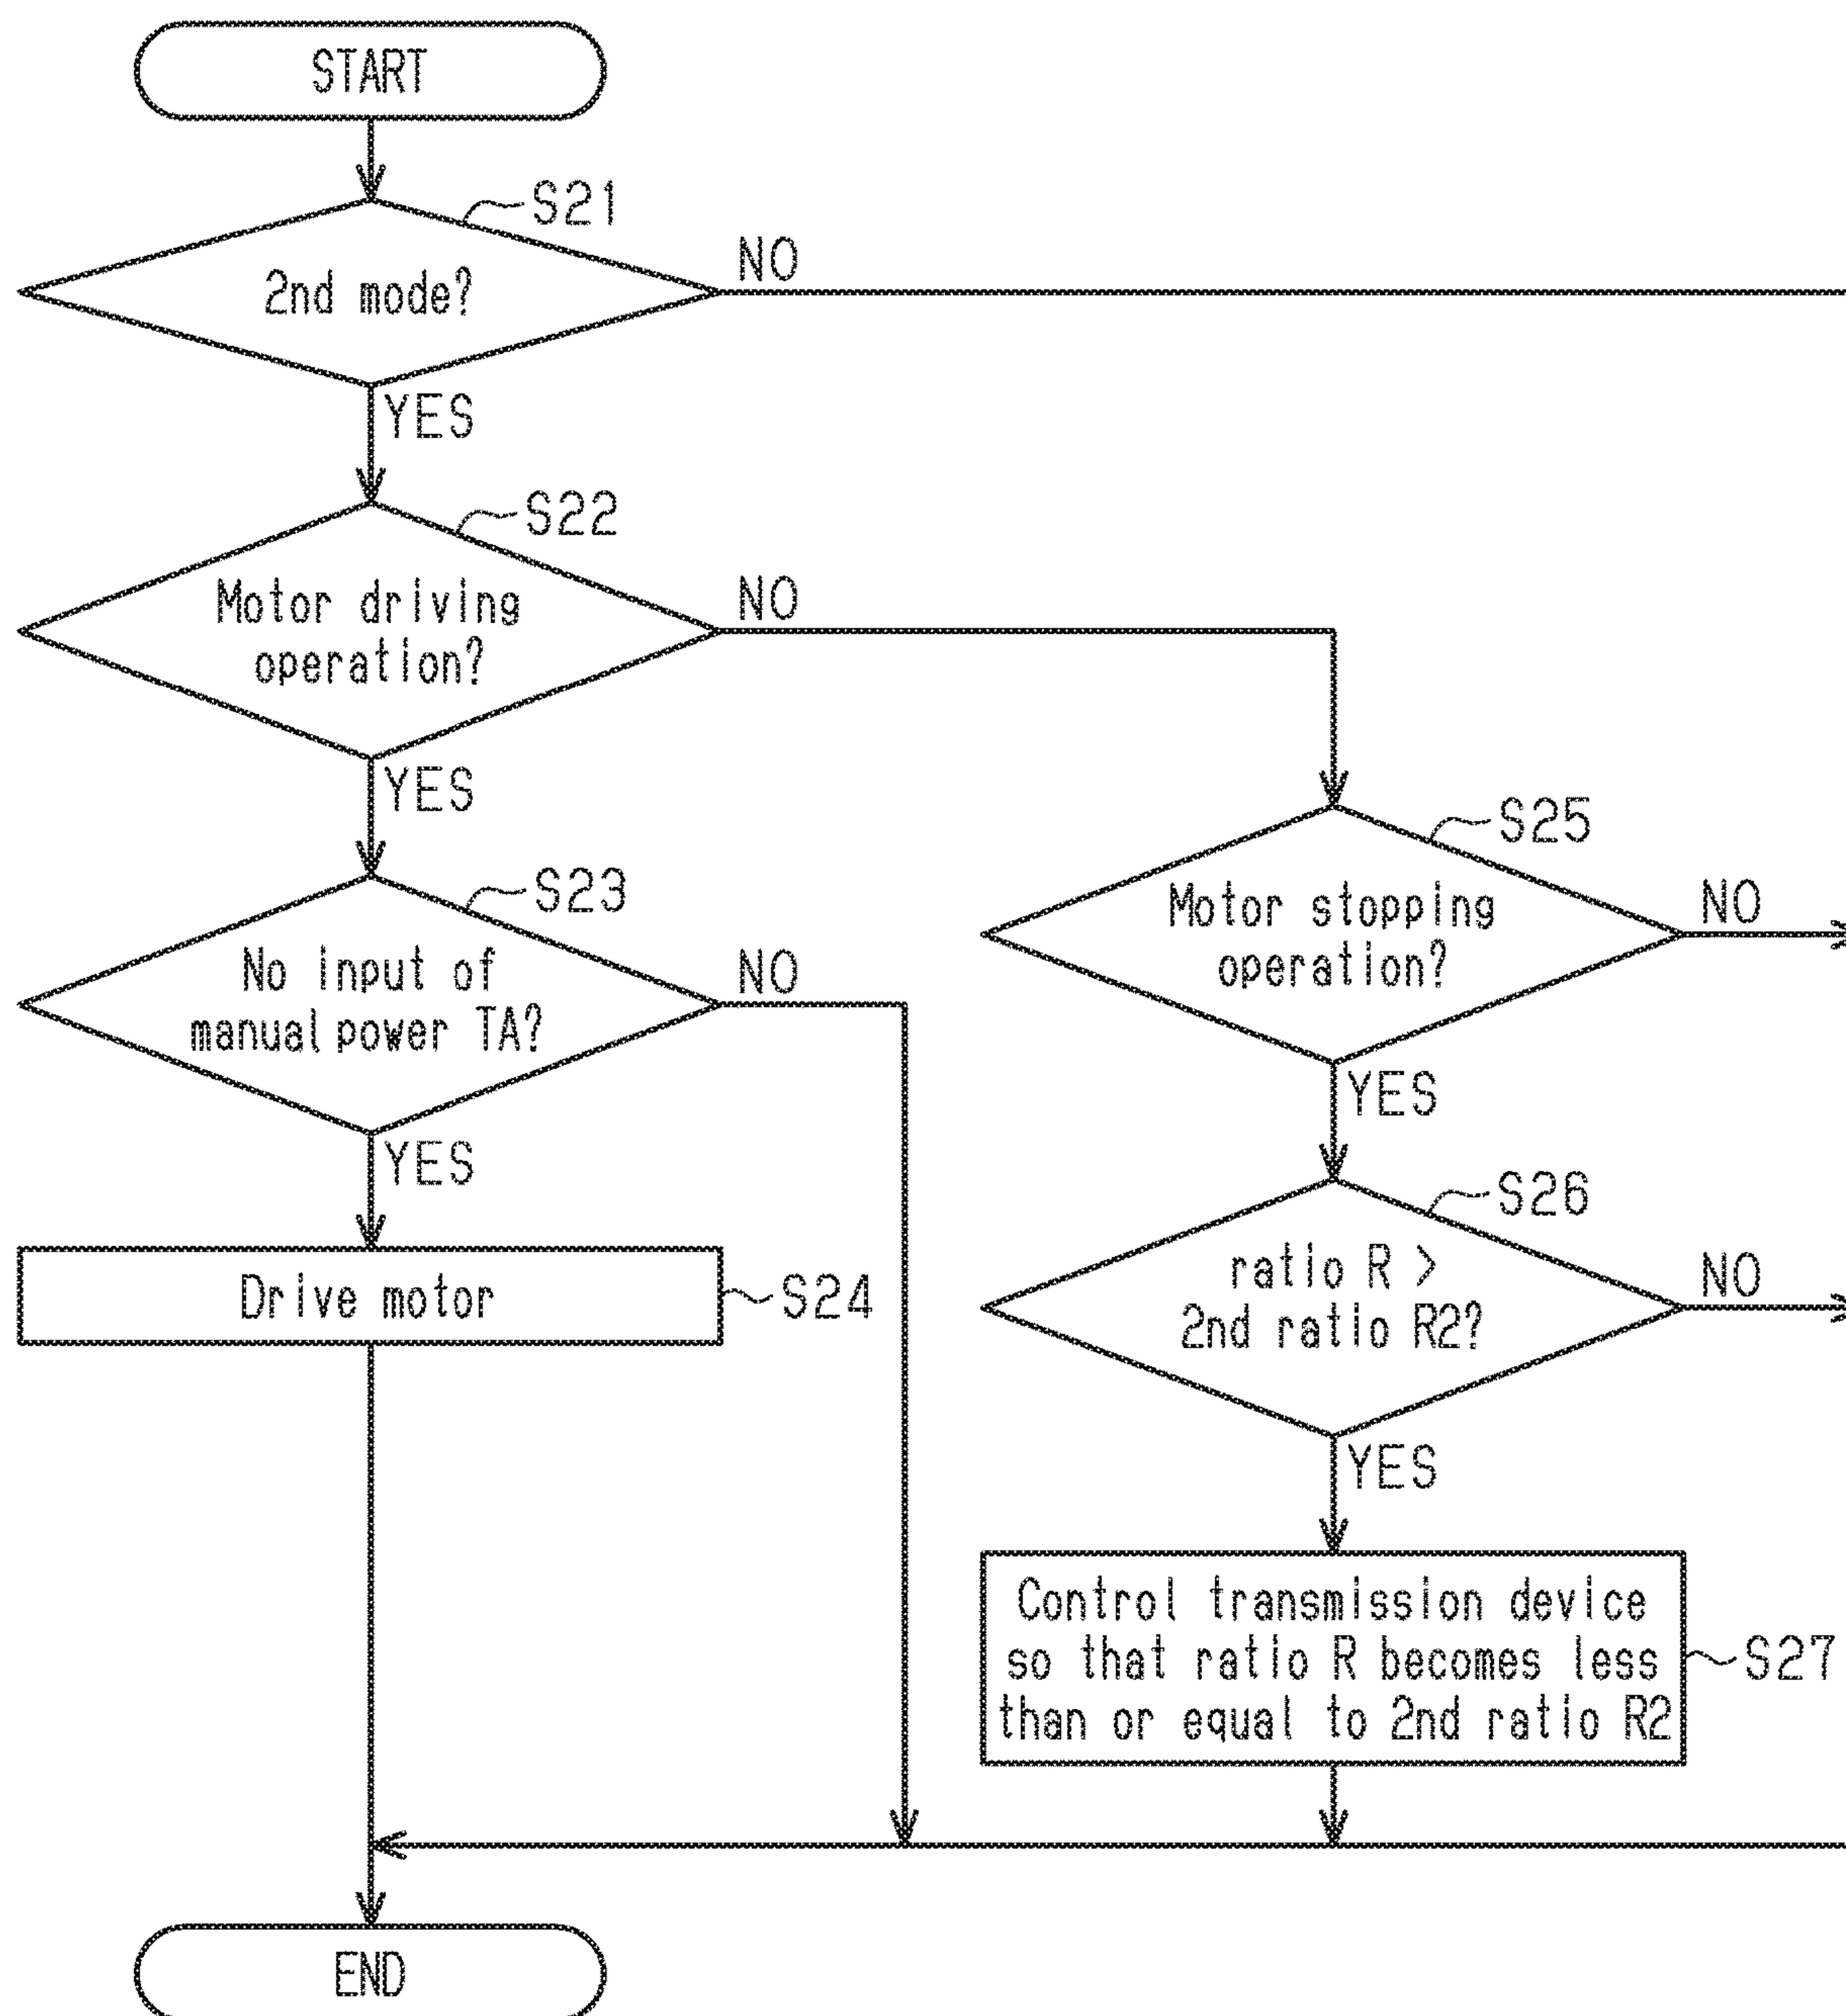 START
S21
2nd mode?
NO
YES
S22
Motor driving
operation?
NO
YES
S23
No input of
manual power TA?
NO
YES
Drive motor
S24
S25
Motor stopping
operation?
NO
YES
S26
ratio R >
2nd ratio R2?
NO
YES
Control transmission device
so that ratio R becomes less
than or equal to 2nd ratio R2
S27
END